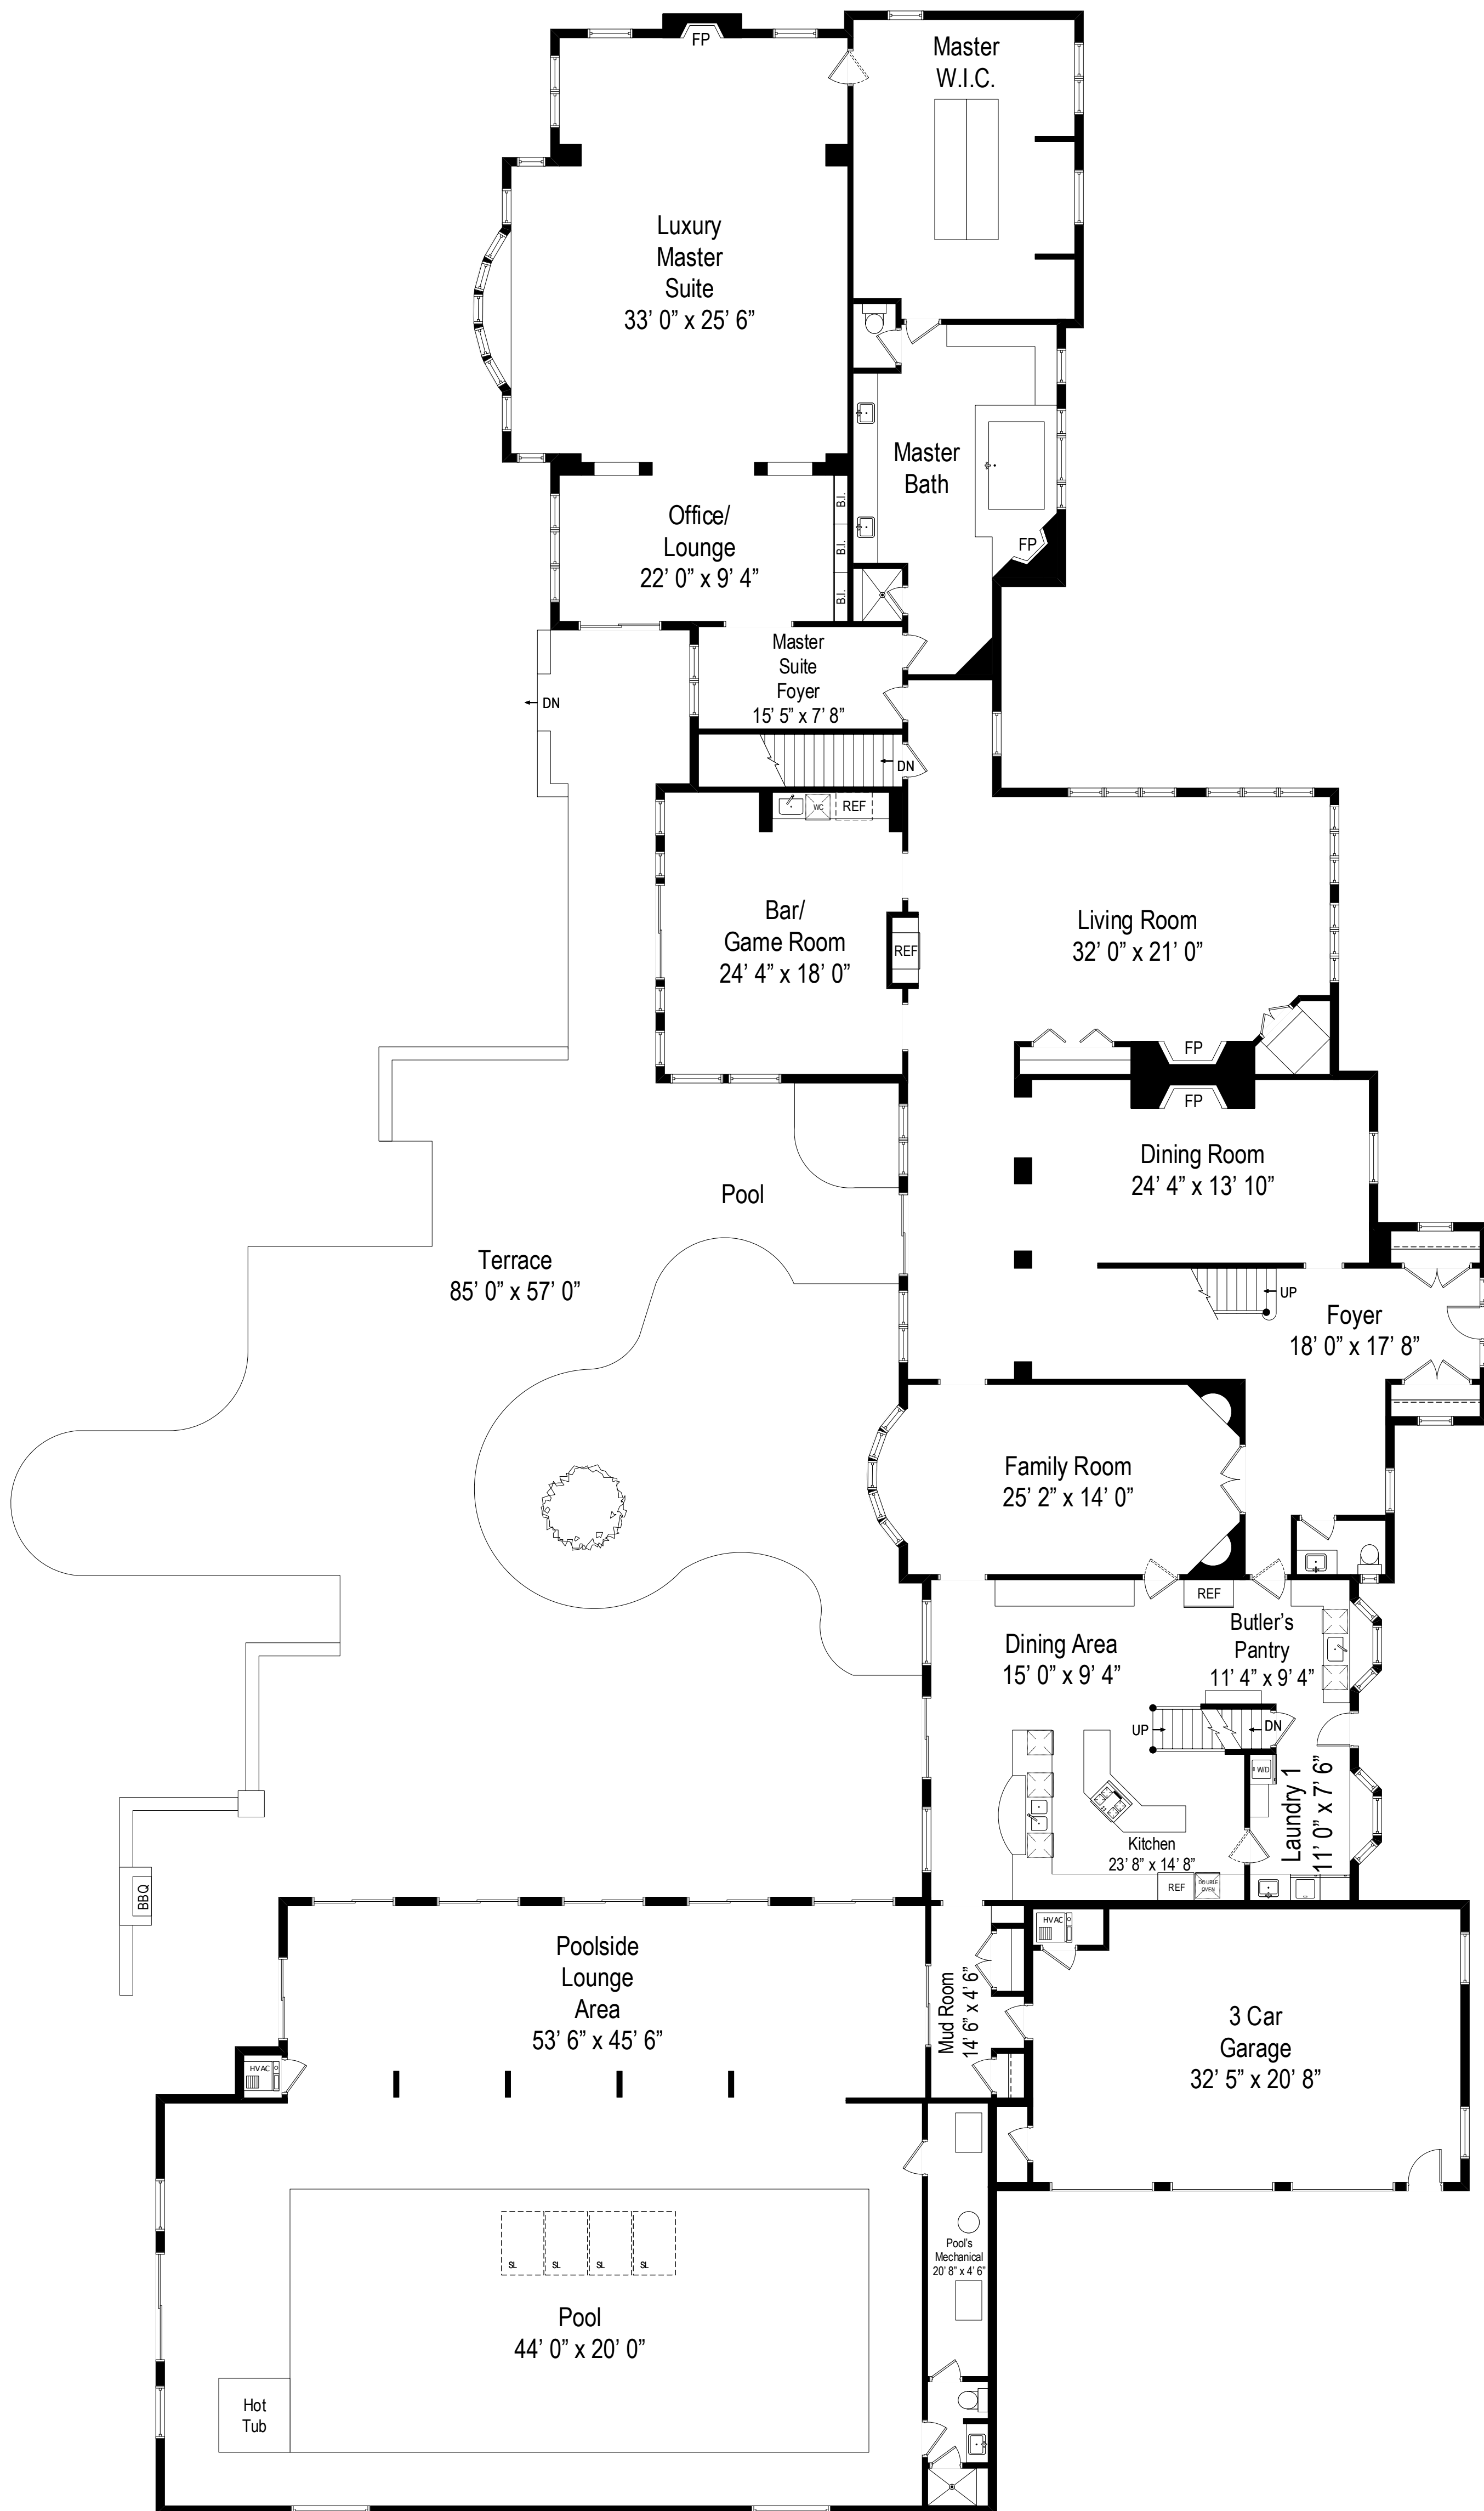 FP
Master
W.I.C.
Luxury
Master
Suite
33’ 0” x 25’ 6”
Master
Bath
FP
Office/
Lounge
22’ 0” x 9’ 4”
B.I.
B.I.
B.I.
Master
Suite
Foyer
15’ 5” x 7’ 8”
DN
DN
WC
REF
Bar/
Game Room
24’ 4” x 18’ 0”
REF
Living Room
32’ 0” x 21’ 0”
FP
FP
Dining Room
24’ 4” x 13’ 10”
Pool
Terrace
85’ 0” x 57’ 0”
UP
Foyer
18’ 0” x 17’ 8”
Family Room
25’ 2” x 14’ 0”
REF
Butler’s
Pantry
11’ 4” x 9’ 4”
Dining Area
15’ 0” x 9’ 4”
UP
DN
W/D
Laundry 1
11’ 0” x 7’ 6”
Kitchen
23’ 8” x 14’ 8”
REF
DOUBLE
OVEN
BBQ
Poolside
Lounge
Area
53’ 6” x 45’ 6”
HVAC
Mud Room
14’ 6” x 4’ 6”
HVAC
3 Car
Garage
32’ 5” x 20’ 8”
SL
SL
SL
SL
Pool’s
Mechanical
20’ 8” x 4’ 6”
Pool
44’ 0” x 20’ 0”
Hot
Tub